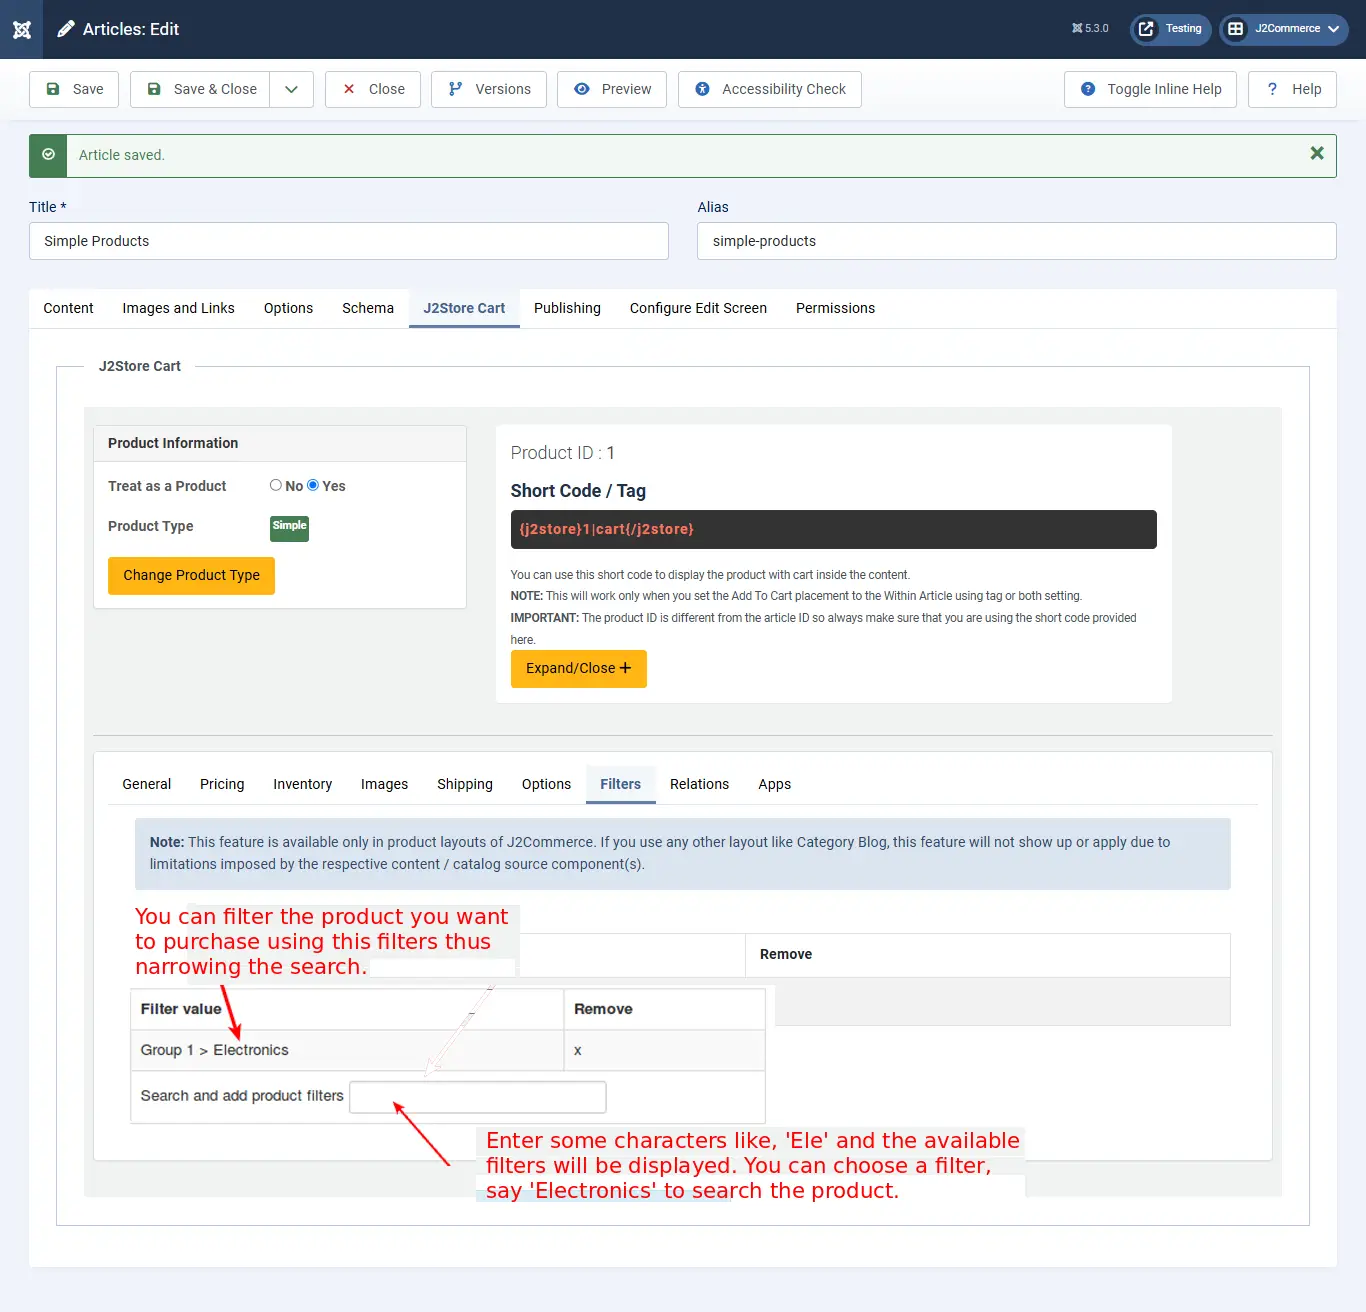 Articles: Edit
5.3.0
Testing
J2Commerce
Save
Save & Close
Close
Versions
Preview
Accessibility Check
Toggle Inline Help
? Help
Article saved.
Title *
Alias
Simple Products
simple-products
Content
Images and Links
Options
Schema
J2Store Cart
Publishing
Configure Edit Screen
Permissions
J2Store Cart
Product Information
Treat as a Product
No
Yes
Product Type
Simple
Change Product Type
Product ID : 1
Short Code / Tag
{j2store}1|cart{/j2store}
You can use this short code to display the product with cart inside the content.
NOTE: This will work only when you set the Add To Cart placement to the Within Article using tag or both setting.
IMPORTANT: The product ID is different from the article ID so always make sure that you are using the short code provided
here.
Expand/Close +
General
Pricing
Inventory
Images
Shipping
Options
Filters
Relations
Apps
Note: This feature is available only in product layouts of J2Commerce. If you use any other layout like Category Blog, this feature will not show up or apply due to
limitations imposed by the respective content / catalog source component(s).
You can filter the product you want
to purchase using this filters thus
narrowing the search.
Remove
Filter value
Remove
Group 1 > Electronics
x
Search and add product filters
Enter some characters like, 'Ele' and the available
filters will be displayed. You can choose a filter,
say 'Electronics' to search the product.